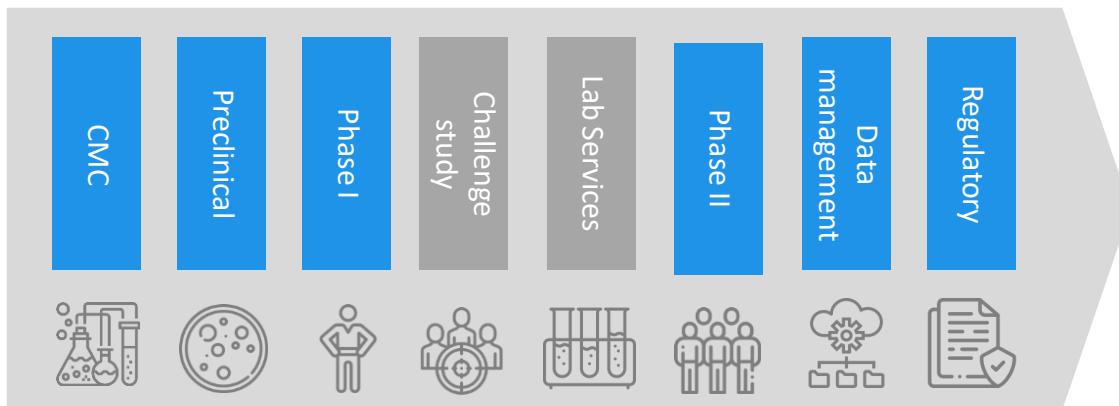 CMC
Preclinical
Phase I
Challenge
study
Lab Services
Phase II
Data
management
Regulatory